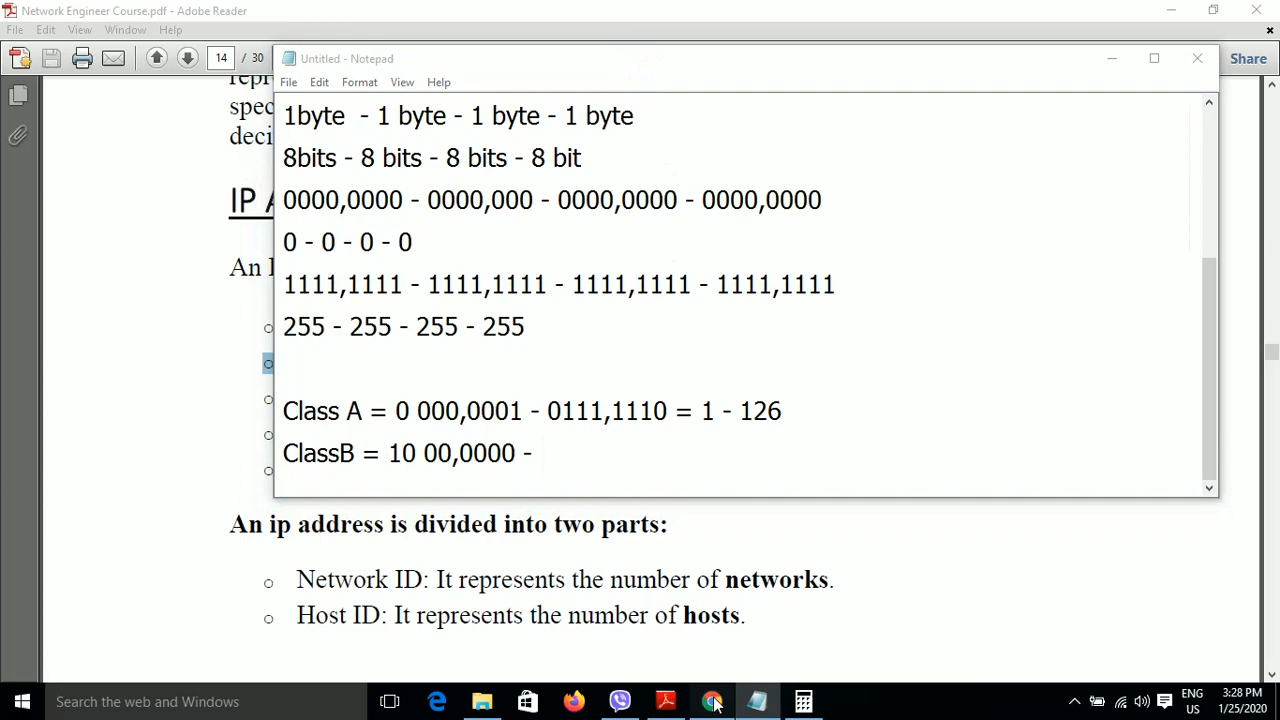 Network Engineer Course.pdf - Adobe Reader
File Edit View Window Help
14 / 30
Share
Untitled - Notepad
File Edit Format View Help
spec
deci
IP A
An I
1byte - 1 byte - 1 byte - 1 byte
8bits - 8 bits - 8 bits - 8 bit
0000,0000 - 0000,000 - 0000,0000 - 0000,0000
0 - 0 - 0 - 0
1111,1111 - 1111,1111 - 1111,1111 - 1111,1111
255 - 255 - 255 - 255
Class A = 0 000,0001 - 0111,1110 = 1 - 126
ClassB = 10 00,0000 -
An ip address is divided into two parts:
Network ID: It represents the number of networks.
Host ID: It represents the number of hosts.
Search the web and Windows
ENG
US
3:28 PM
1/25/2020